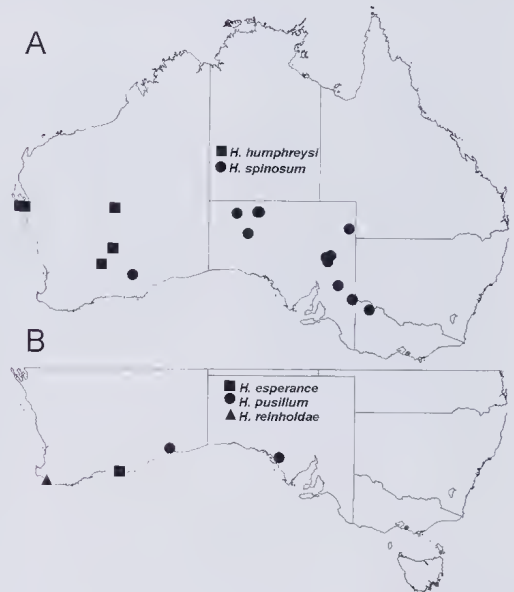 A
H. humphreysi
H. spinosum
B
H. esperance
H. pusillum
H. reinholdae